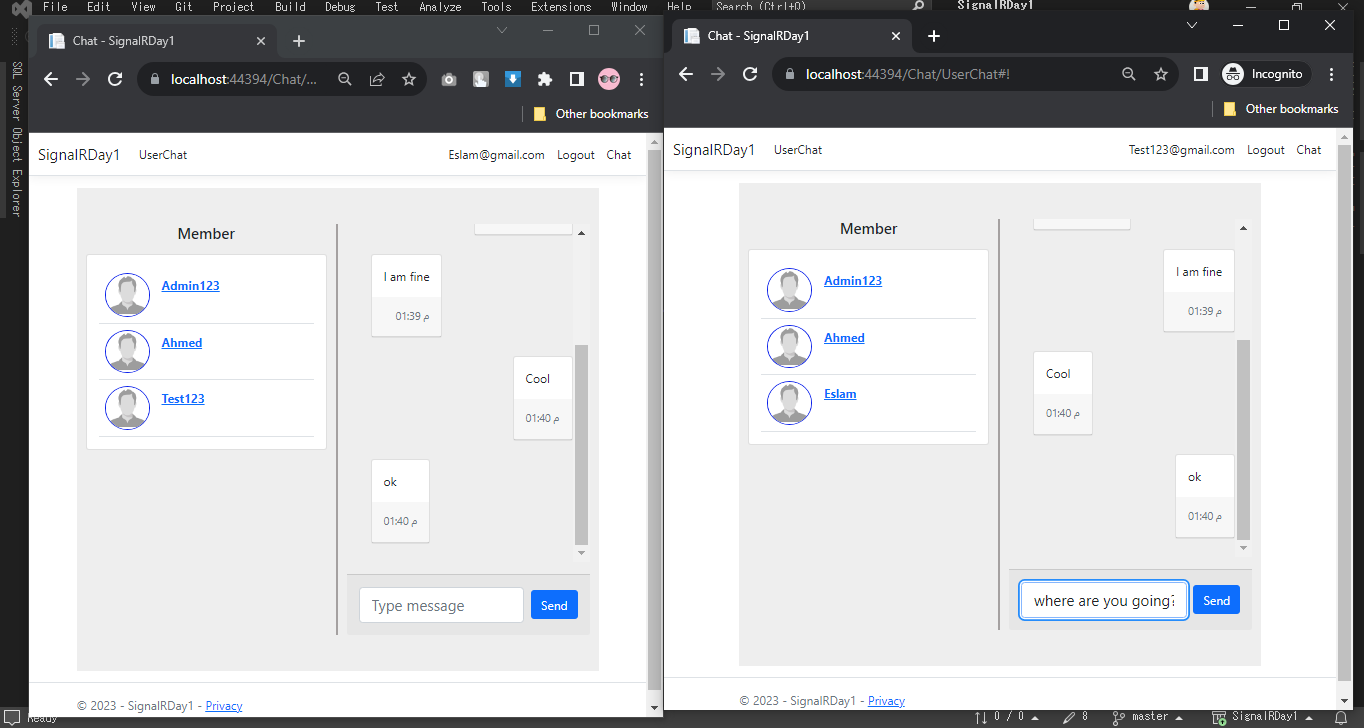 File Edit View Git Project Build Debug Test Analyze Tools Extensions Window Help Search (Ctrl+Q) SignalRDay1
SQL Server Object Explorer
Chat - SignalRDay1
localhost:44394/Chat/...
Other bookmarks
SignalRDay1 UserChat Eslam@gmail.com Logout Chat
Member
Admin123
Ahmed
Test123
I am fine
01:39 م
Cool
01:40 م
ok
01:40 م
Type message Send
© 2023 - SignalRDay1 - Privacy
Chat - SignalRDay1
localhost:44394/Chat/UserChat#! Incognito
Other bookmarks
SignalRDay1 UserChat Test123@gmail.com Logout Chat
Member
Admin123
Ahmed
Eslam
I am fine
01:39 م
Cool
01:40 م
ok
01:40 م
where are you going? Send
© 2023 - SignalRDay1 - Privacy
Ready 0 / 0 8 master SignalRDay1